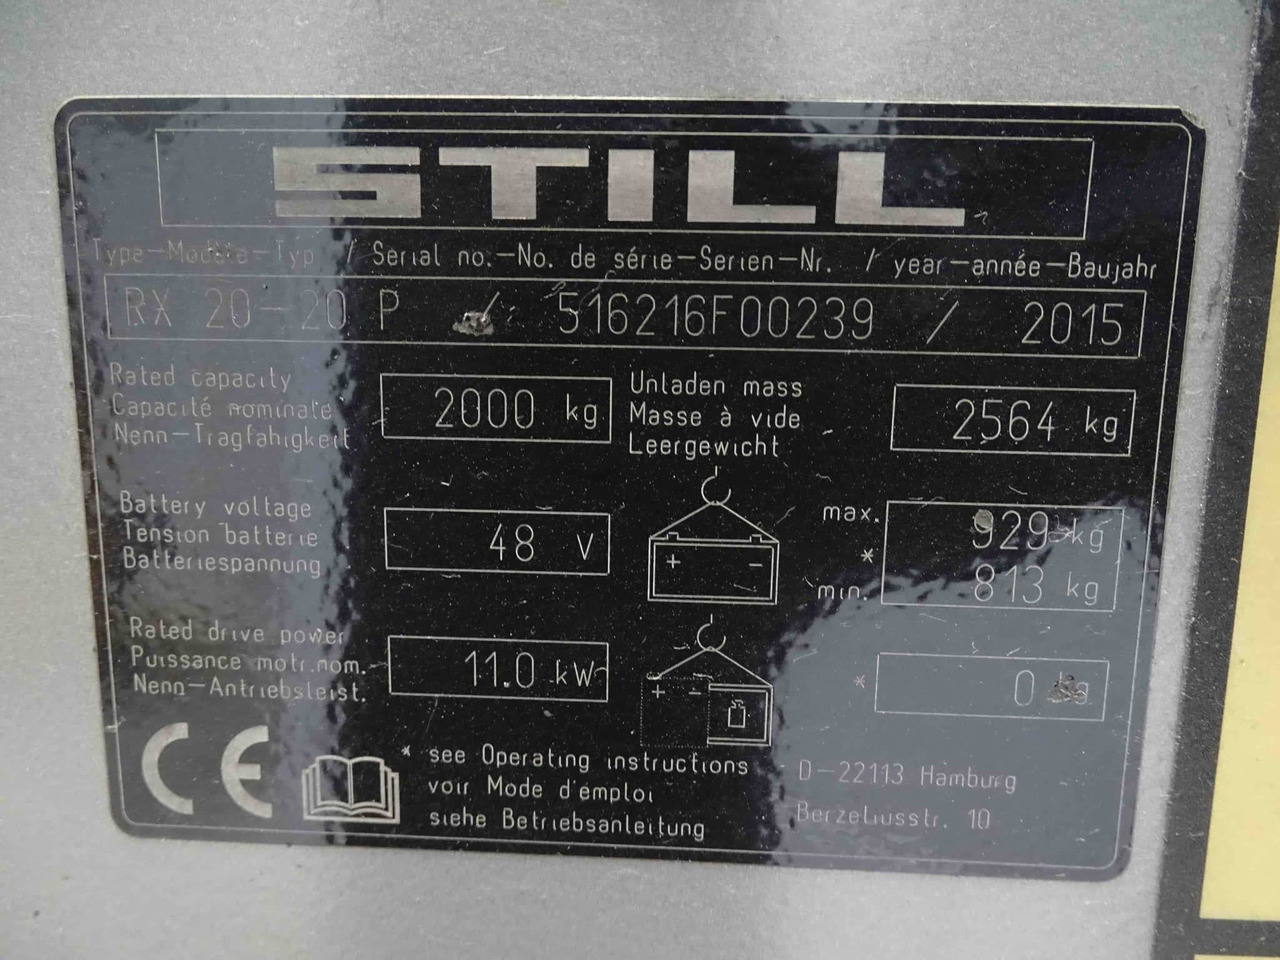 STILL
Type-Modèle-Typ / Serial no.-No. de série-Serien-Nr. / year-année-Baujahr
RX 20-20 P / 516216F00239 / 2015
Rated capacity
Capacité nominale
Nenn-Tragfähigkeit
2000 kg
Unladen mass
Masse à vide
Leergewicht
2564 kg
Battery voltage
Tension batterie
Batteriespannung
48 V
+ -
max. 929 kg
*
min. 813 kg
Rated drive power
Puissance motr.nom.
Nenn-Antriebsleist.
11.0 kW
+ -
* 0 kg
CE
* see Operating instructions
voir Mode d'emploi
siehe Betriebsanleitung
D-22113 Hamburg
Berzeliusstr. 10